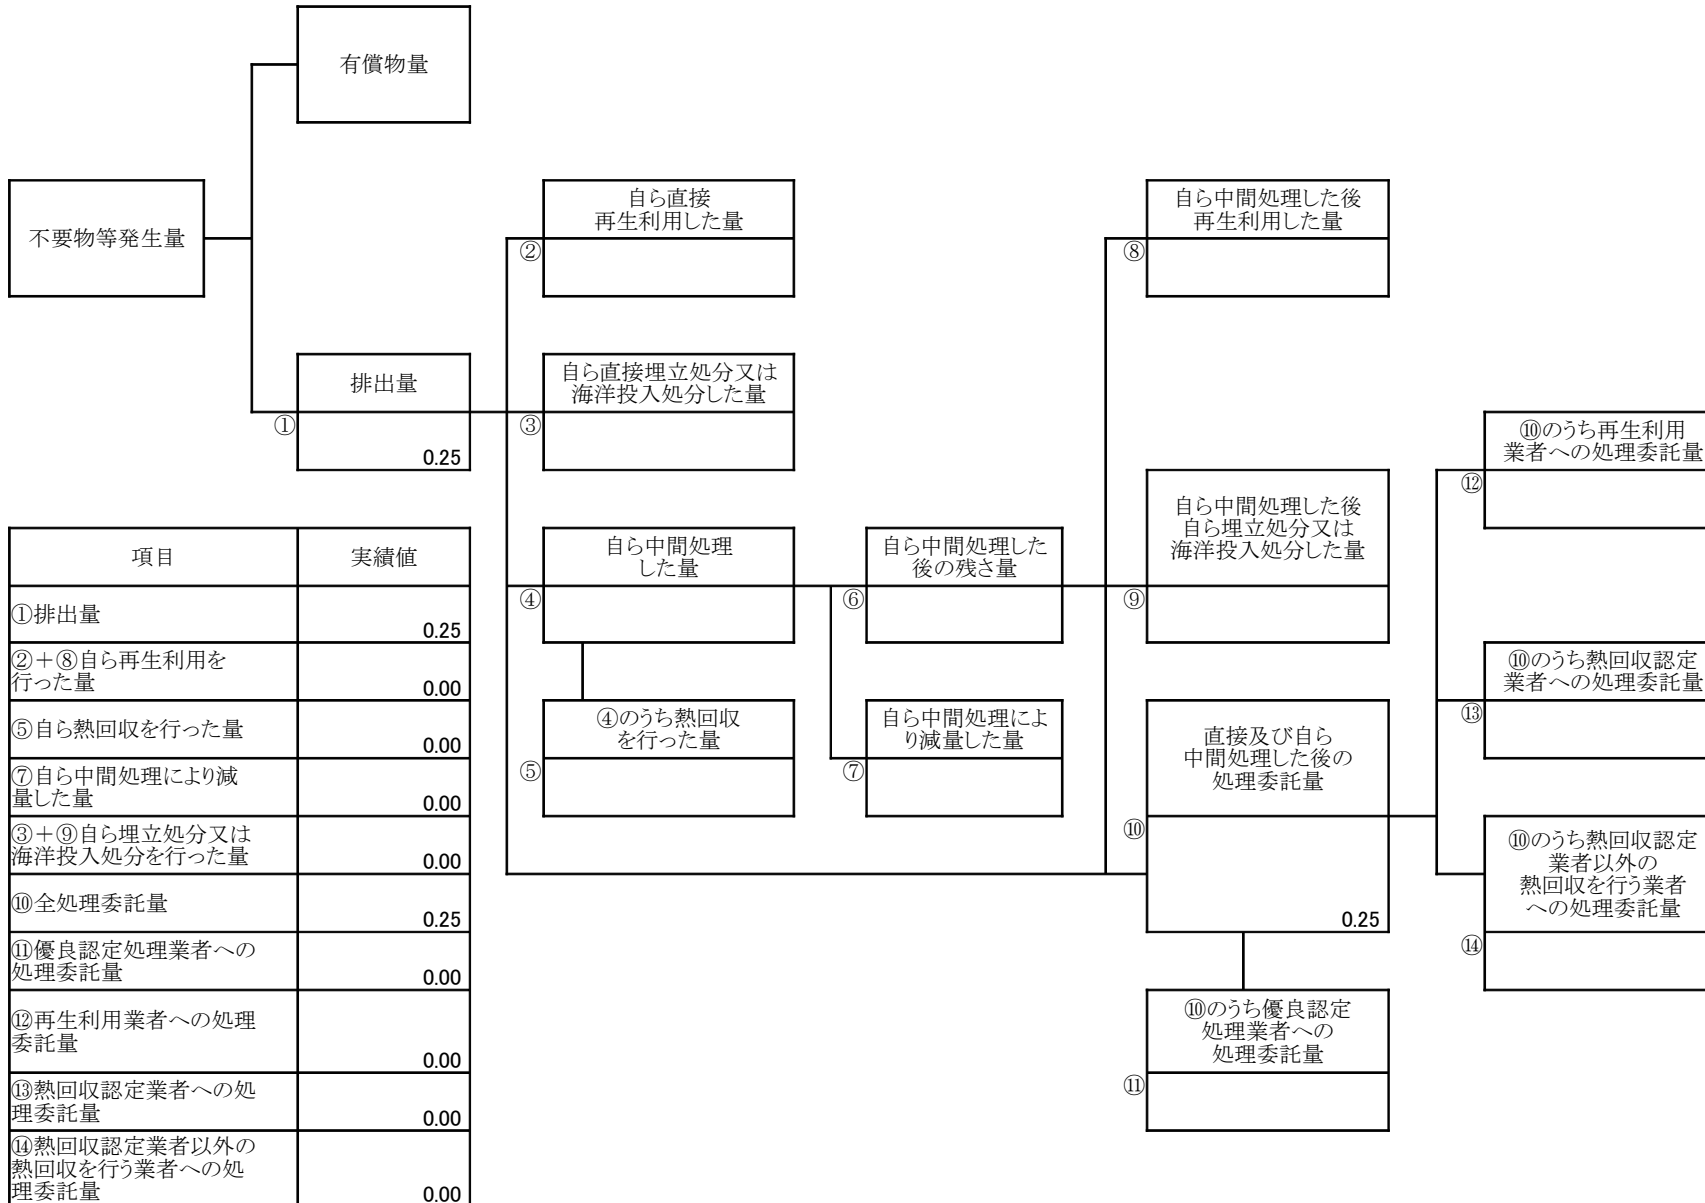 有償物量
不要物等発生量
排出量
①
0.25
自ら直接
再生利用した量
②
自ら直接埋立処分又は
海洋投入処分した量
③
自ら中間処理
した量
④
④のうち熱回収
を行った量
⑤
自ら中間処理した
後の残さ量
⑥
自ら中間処理によ
り減量した量
⑦
自ら中間処理した後
再生利用した量
⑧
自ら中間処理した後
自ら埋立処分又は
海洋投入処分した量
⑨
直接及び自ら
中間処理した後の
処理委託量
⑩
0.25
⑩のうち優良認定
処理業者への
処理委託量
⑪
⑩のうち再生利用
業者への処理委託量
⑫
⑩のうち熱回収認定
業者への処理委託量
⑬
⑩のうち熱回収認定
業者以外の
熱回収を行う業者
への処理委託量
⑭
項目 実績値
①排出量 0.25
②+⑧自ら再生利用を
行った量 0.00
⑤自ら熱回収を行った量 0.00
⑦自ら中間処理により減
量した量 0.00
③+⑨自ら埋立処分又は
海洋投入処分を行った量 0.00
⑩全処理委託量 0.25
⑪優良認定処理業者への
処理委託量 0.00
⑫再生利用業者への処理
委託量 0.00
⑬熱回収認定業者への処
理委託量 0.00
⑭熱回収認定業者以外の
熱回収を行う業者への処
理委託量 0.00